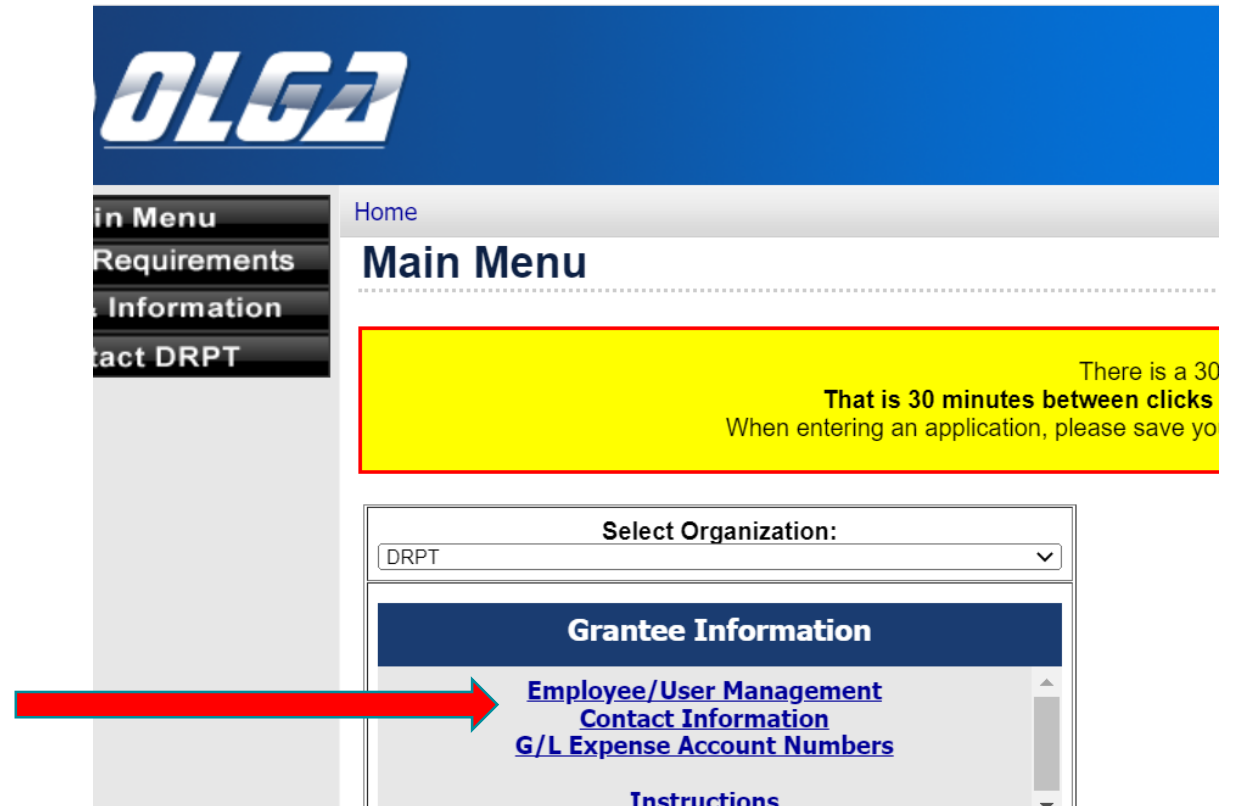 OLGA
in Menu
Requirements
Information
tact DRPT
Home
Main Menu
There is a 30
That is 30 minutes between clicks
When entering an application, please save yo
Select Organization:
DRPT
Grantee Information
Employee/User Management
Contact Information
G/L Expense Account Numbers
Instructions